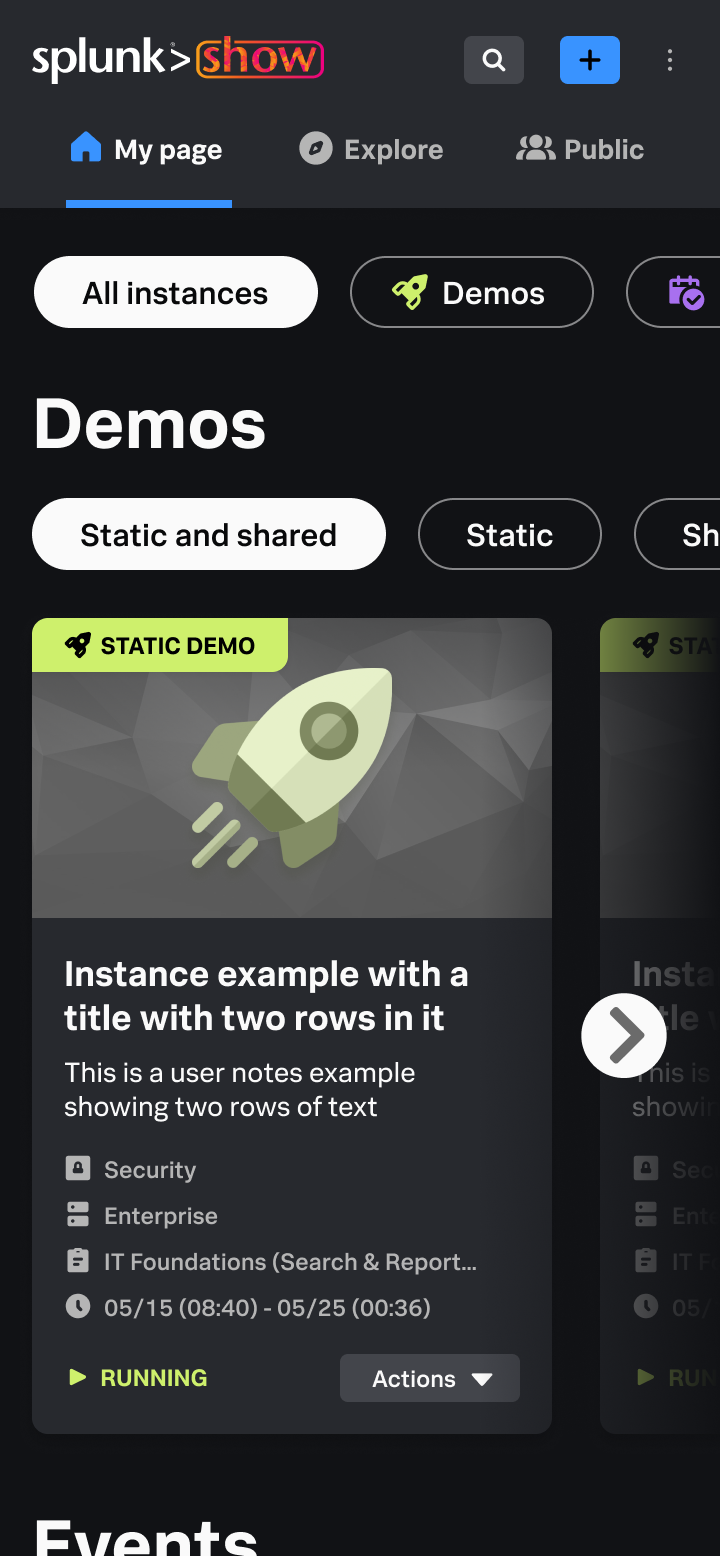 splunk> show
My page
Explore
Public
All instances
Demos
Demos
Static and shared
Static
Sh
STATIC DEMO
STA
Instance example with a
title with two rows in it
This is a user notes example
showing two rows of text
Security
Enterprise
IT Foundations (Search & Report...
05/15 (08:40) - 05/25 (00:36)
RUNNING
Actions
Insta
This is
showin
Sec
Ente
IT F
05/
RUN
Events